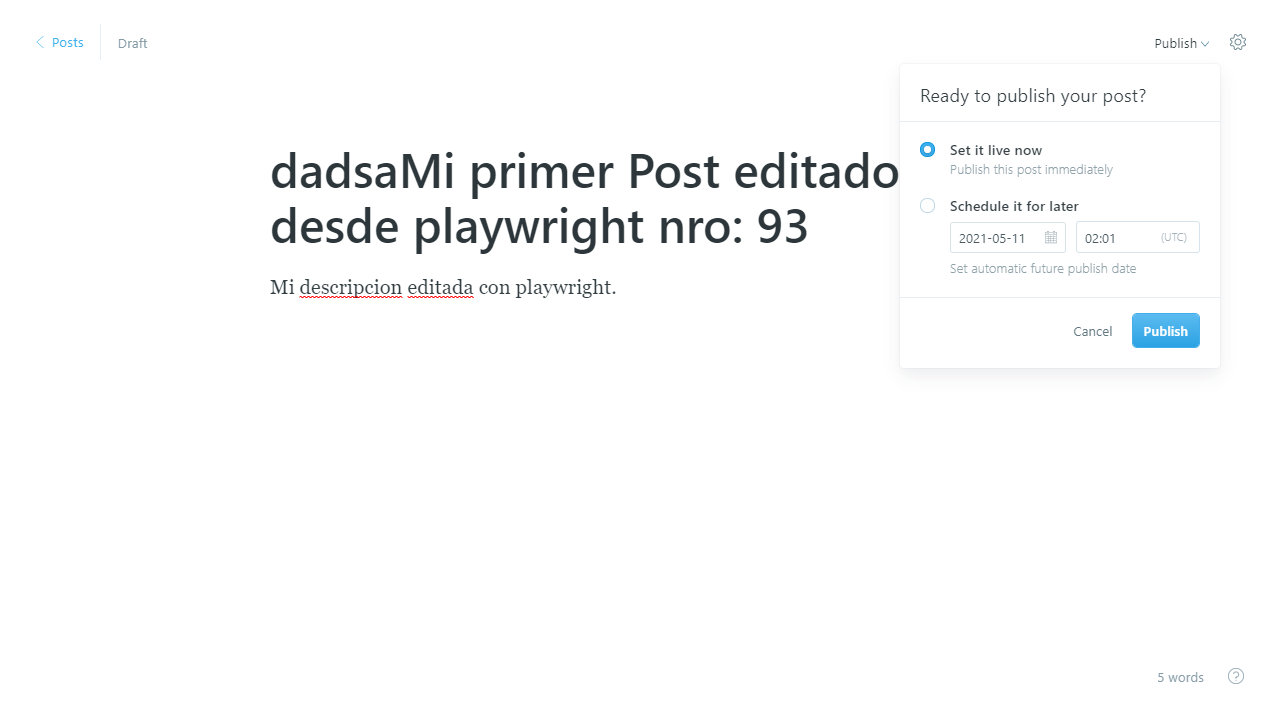 Posts
Draft
Publish
Ready to publish your post?
Set it live now
Publish this post immediately
Schedule it for later
2021-05-11
02:01 (UTC)
Set automatic future publish date
Cancel
Publish
dadsaMi primer Post editado
desde playwright nro: 93
Mi descripcion editada con playwright.
5 words
?